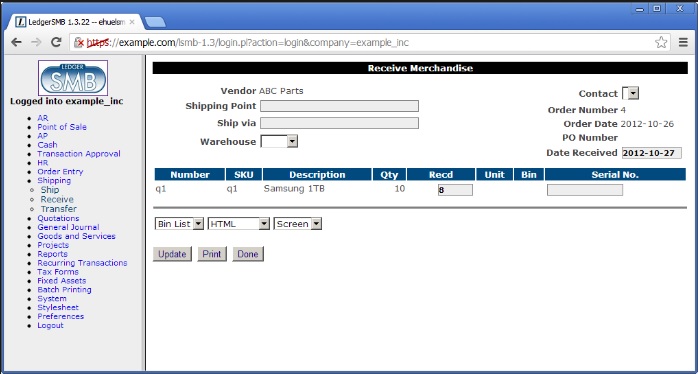 LedgerSMB 1.3.22 -- ehuelsm
https://example.com/lsmb-1.3/login.pl?action=login&company=example_inc
LEDGER
SMB
Logged into example_inc
AR
Point of Sale
AP
Cash
Transaction Approval
HR
Order Entry
Shipping
Ship
Receive
Transfer
Quotations
General Journal
Goods and Services
Projects
Reports
Recurring Transactions
Tax Forms
Fixed Assets
Batch Printing
System
Stylesheet
Preferences
Logout
Receive Merchandise
Vendor ABC Parts
Shipping Point
Ship via
Warehouse
Contact
Order Number 4
Order Date 2012-10-26
PO Number
Date Received 2012-10-27
Number SKU Description Qty Recd Unit Bin Serial No.
q1 q1 Samsung 1TB 10 8
Bin List HTML Screen
Update Print Done